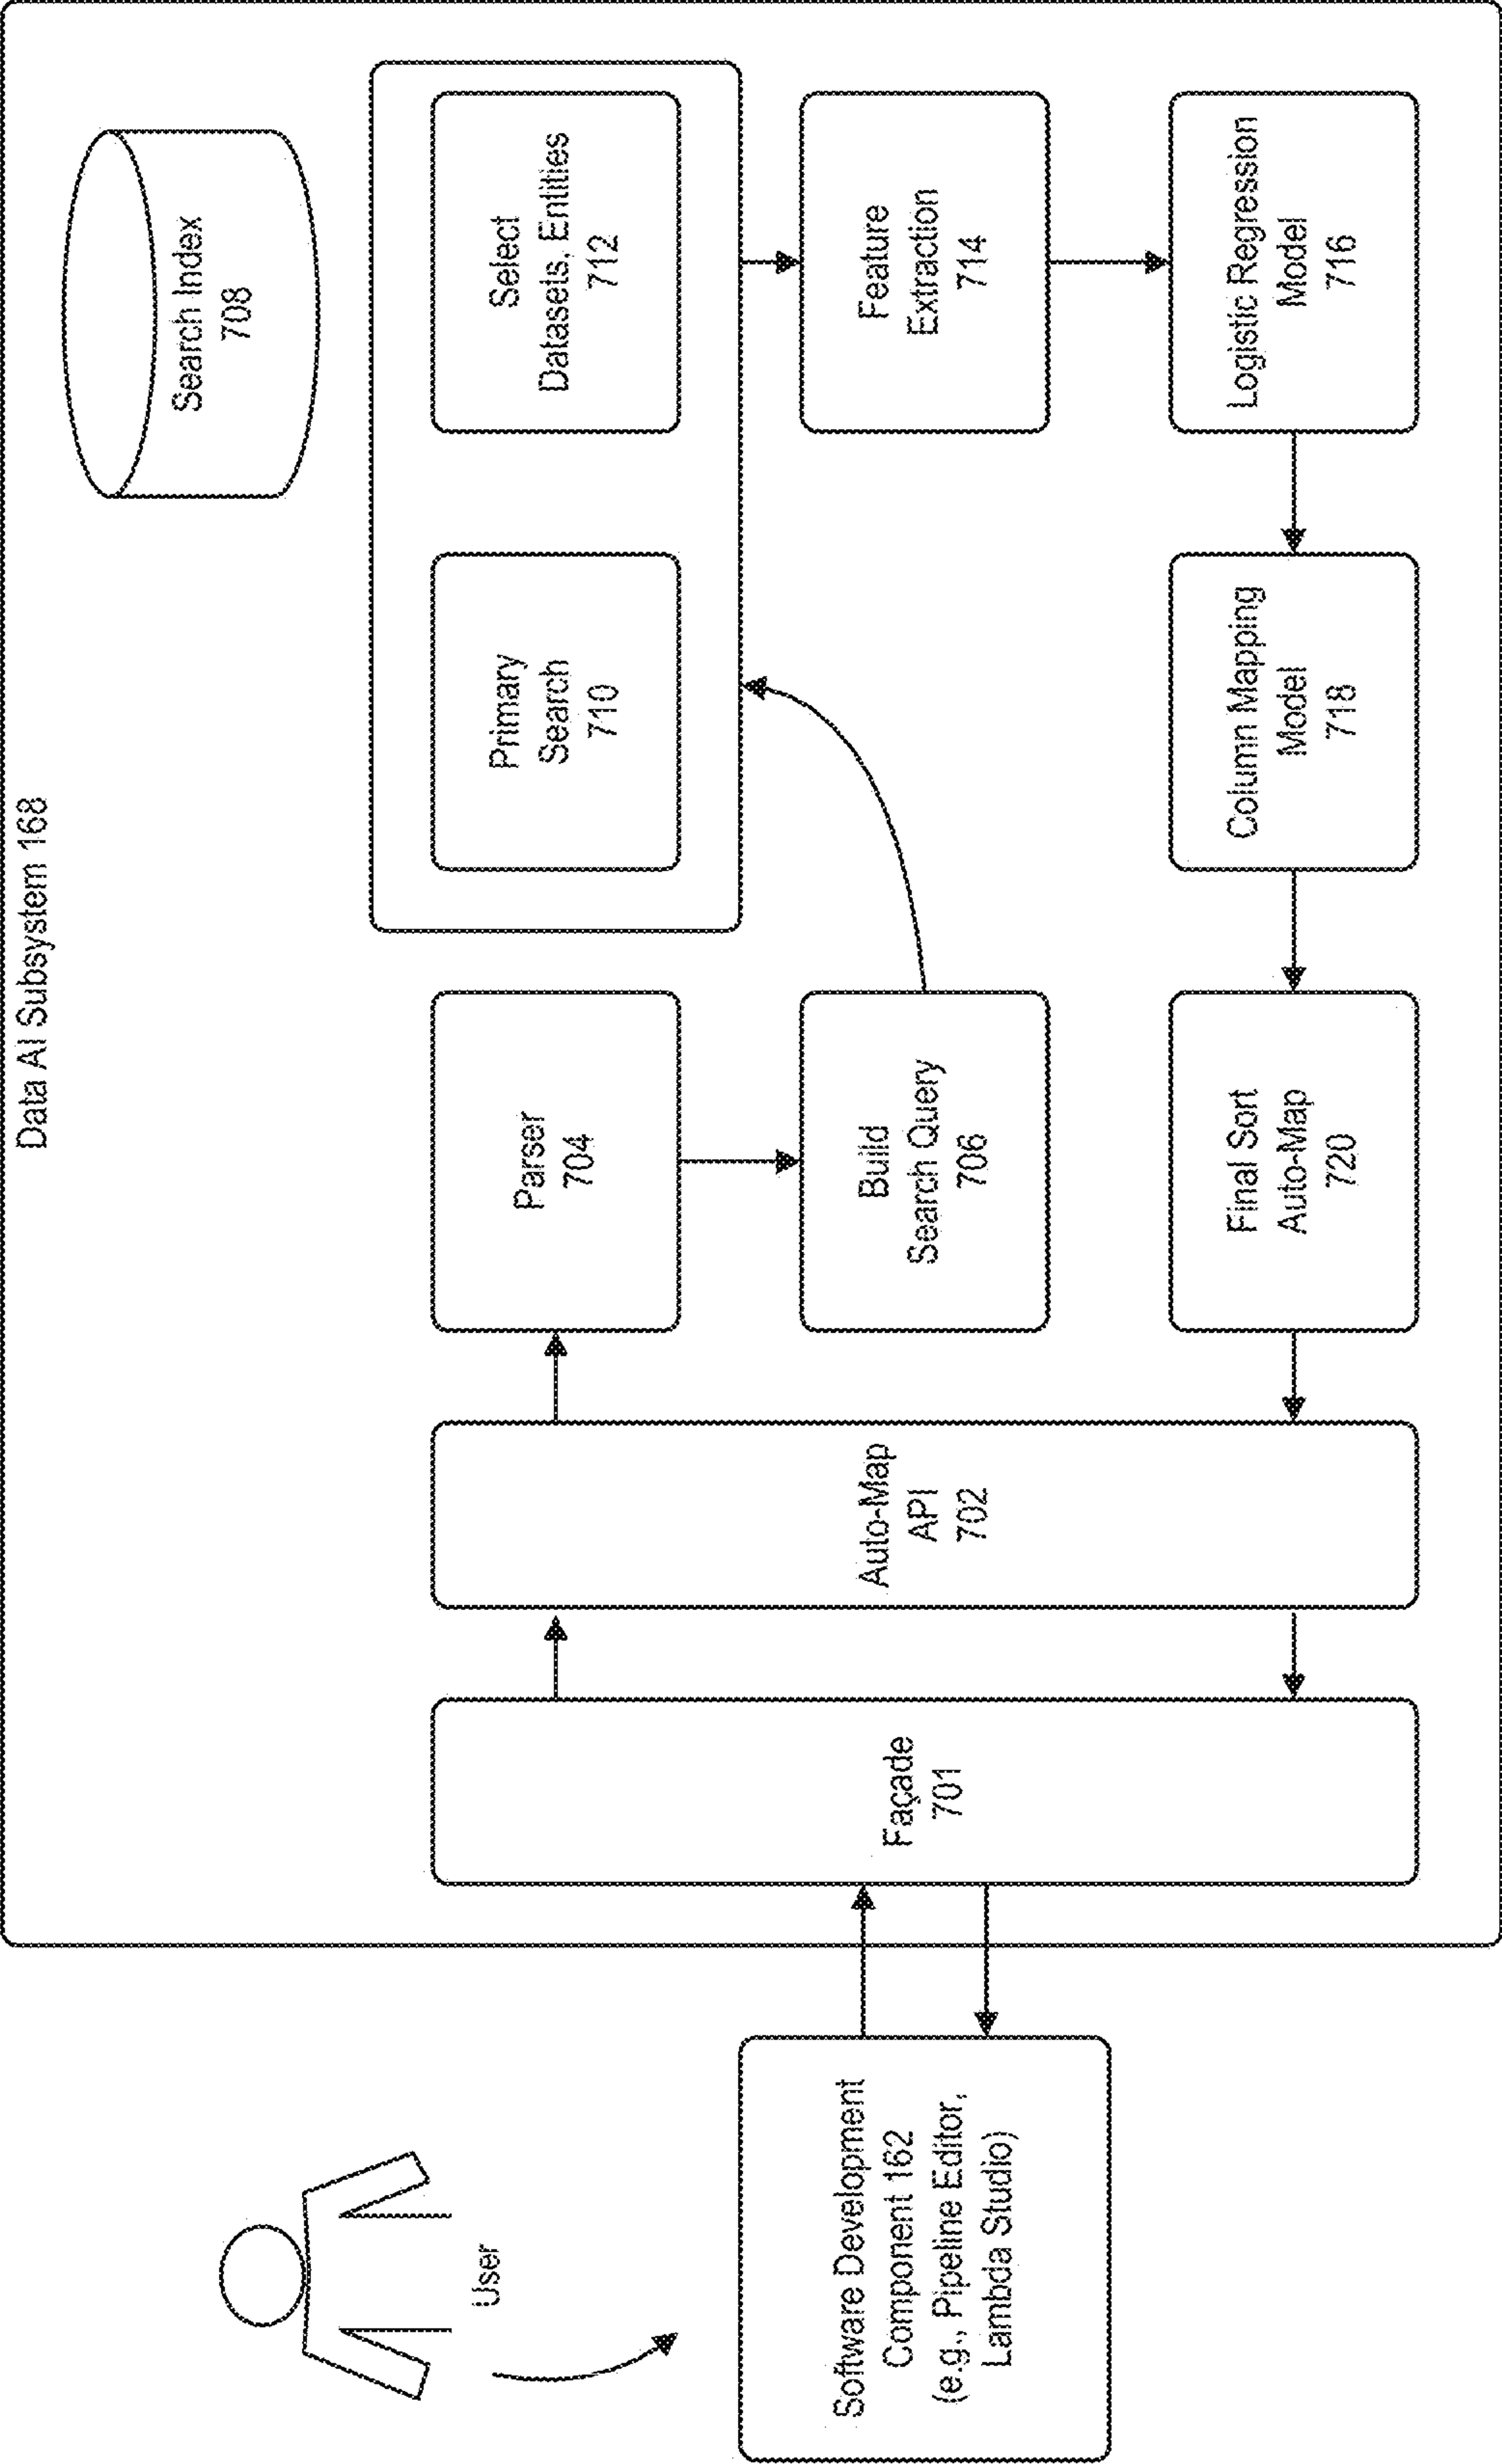 Data AI Subsystem 168
User
Software Development
Component 162
(e.g., Pipeline Editor,
Lambda Studio)
Façade
701
Auto-Map
API
702
Parser
704
Build
Search Query
706
Search Index
708
Primary
Search
710
Select
Datasets, Entities
712
Feature
Extraction
714
Logistic Regression
Model
716
Column Mapping
Model
718
Final Sort
Auto-Map
720